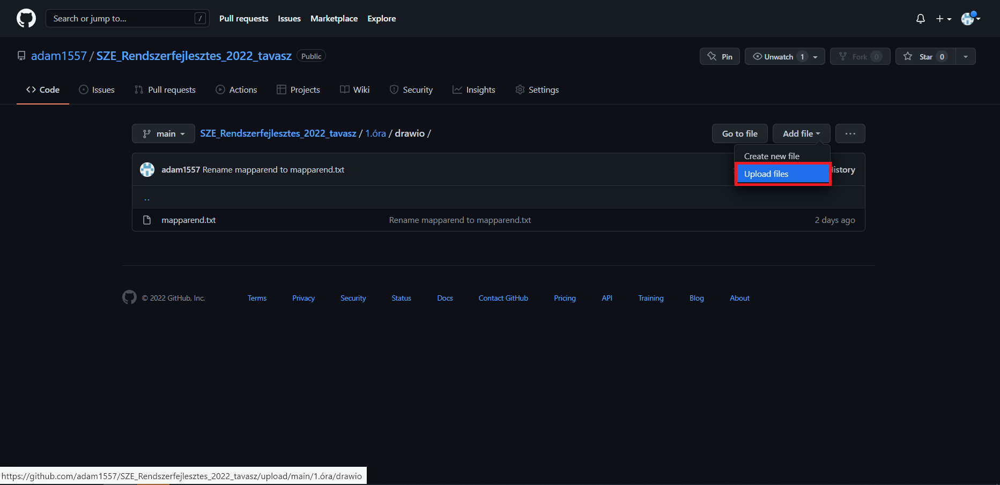 Search or jump to... / Pull requests Issues Marketplace Explore
adam1557 / SZE_Rendszerfejlesztes_2022_tavasz Public Pin Unwatch 1 Fork 0 Star 0
Code Issues Pull requests Actions Projects Wiki Security Insights Settings
main SZE_Rendszerfejlesztes_2022_tavasz / 1.óra / drawio / Go to file Add file ...
Create new file
adam1557 Rename mapparend to mapparend.txt istory
Upload files
..
mapparend.txt Rename mapparend to mapparend.txt 2 days ago
© 2022 GitHub, Inc. Terms Privacy Security Status Docs Contact GitHub Pricing API Training Blog About
https://github.com/adam1557/SZE_Rendszerfejlesztes_2022_tavasz/upload/main/1.óra/drawio